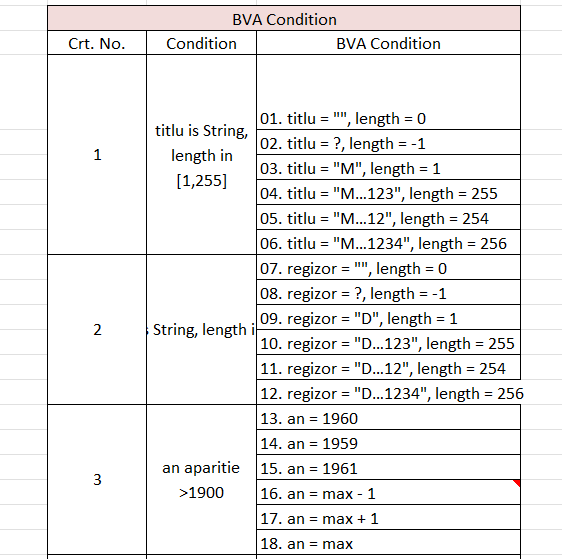 BVA Condition
Crt. No. Condition BVA Condition
1
titlu is String,
length in
[1,255]
01. titlu = "", length = 0
02. titlu = ?, length = -1
03. titlu = "M", length = 1
04. titlu = "M...123", length = 255
05. titlu = "M...12", length = 254
06. titlu = "M...1234", length = 256
2
String, length i
07. regizor = "", length = 0
08. regizor = ?, length = -1
09. regizor = "D", length = 1
10. regizor = "D...123", length = 255
11. regizor = "D...12", length = 254
12. regizor = "D...1234", length = 256
3
an aparitie
>1900
13. an = 1960
14. an = 1959
15. an = 1961
16. an = max - 1
17. an = max + 1
18. an = max